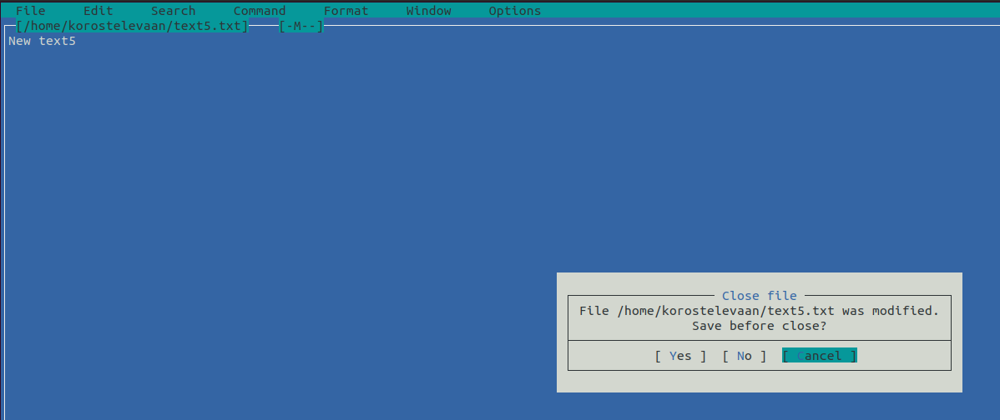 File Edit Search Command Format Window Options
[/home/korostelevaan/text5.txt] [-M--]
New text5
Close file
File /home/korostelevaan/text5.txt was modified.
Save before close?
[ Yes ] [ No ] [ Cancel ]